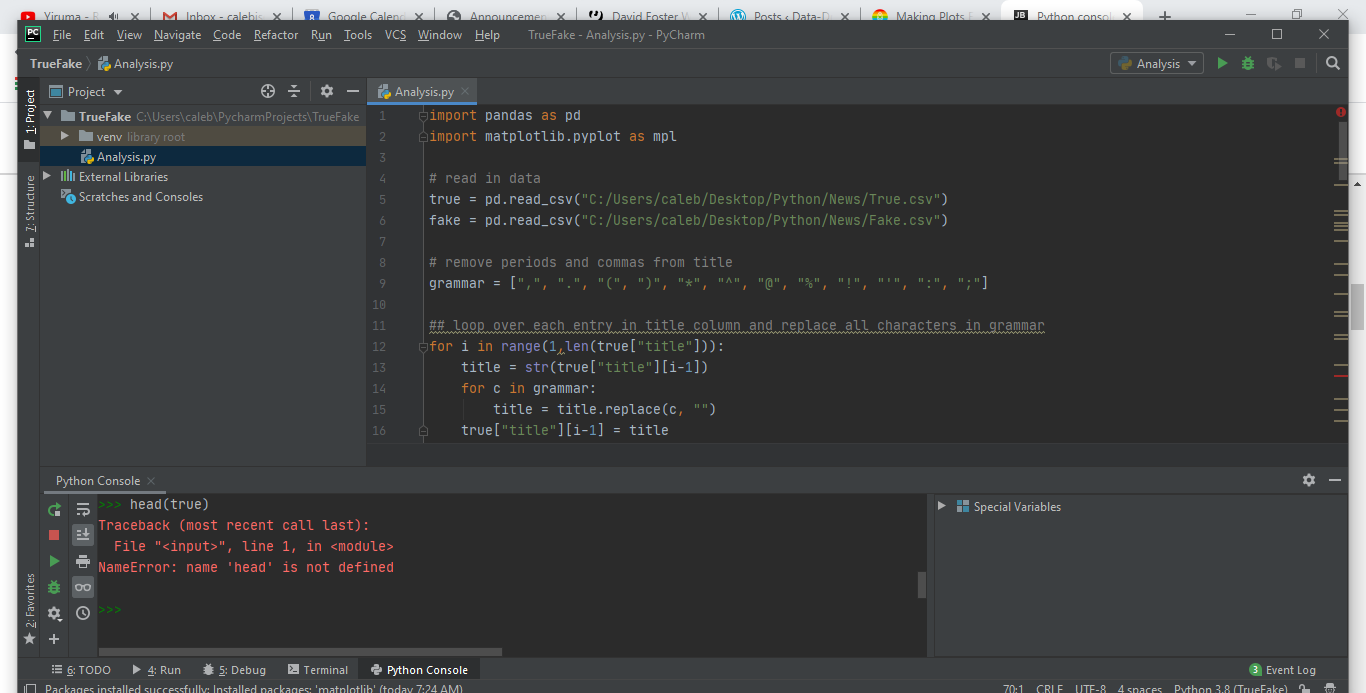 Yiruma -
Inbox - calebis
Google Calend
Announcemen
David Foster W
Posts ‹ Data-D
Making Plots B
Python consol
PC File Edit View Navigate Code Refactor Run Tools VCS Window Help TrueFake - Analysis.py - PyCharm
TrueFake Analysis.py Analysis
Project Analysis.py
1: Project
7: Structure
2: Favorites
TrueFake C:\Users\caleb\PycharmProjects\TrueFake
venv library root
Analysis.py
External Libraries
Scratches and Consoles
1 import pandas as pd
2 import matplotlib.pyplot as mpl
3
4 # read in data
5 true = pd.read_csv("C:/Users/caleb/Desktop/Python/News/True.csv")
6 fake = pd.read_csv("C:/Users/caleb/Desktop/Python/News/Fake.csv")
7
8 # remove periods and commas from title
9 grammar = [",", ".", "(", ")", "*", "^", "@", "%", "!", "'", ":", ";"]
10
11 ## loop over each entry in title column and replace all characters in grammar
12 for i in range(1,len(true["title"])):
13 title = str(true["title"][i-1])
14 for c in grammar:
15 title = title.replace(c, "")
16 true["title"][i-1] = title
Python Console
>>> head(true)
Traceback (most recent call last):
File "<input>", line 1, in <module>
NameError: name 'head' is not defined
>>>
Special Variables
6: TODO 4: Run 5: Debug Terminal Python Console 3 Event Log
Packages installed successfully: Installed packages: 'matplotlib' (today 7:24 AM) 70:1 CRLF UTF-8 4 spaces Python 3.8 (TrueFake)